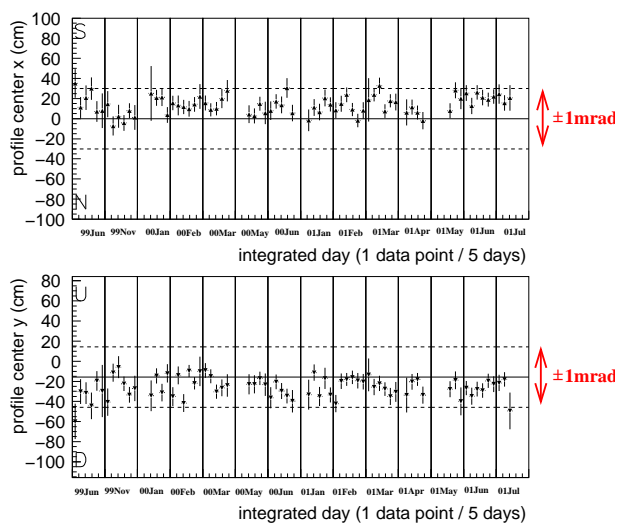 profile center x (cm)
100
80
60
40
20
0
−20
−40
−60
−80
−100
S
N
±1mrad
99Jun 99Nov 00Jan 00Feb 00Mar 00May 00Jun 01Jan 01Feb 01Mar 01Apr 01May 01Jun 01Jul
integrated day (1 data point / 5 days)
profile center y (cm)
80
60
40
20
0
−20
−40
−60
−80
−100
U
D
±1mrad
99Jun 99Nov 00Jan 00Feb 00Mar 00May 00Jun 01Jan 01Feb 01Mar 01Apr 01May 01Jun 01Jul
integrated day (1 data point / 5 days)